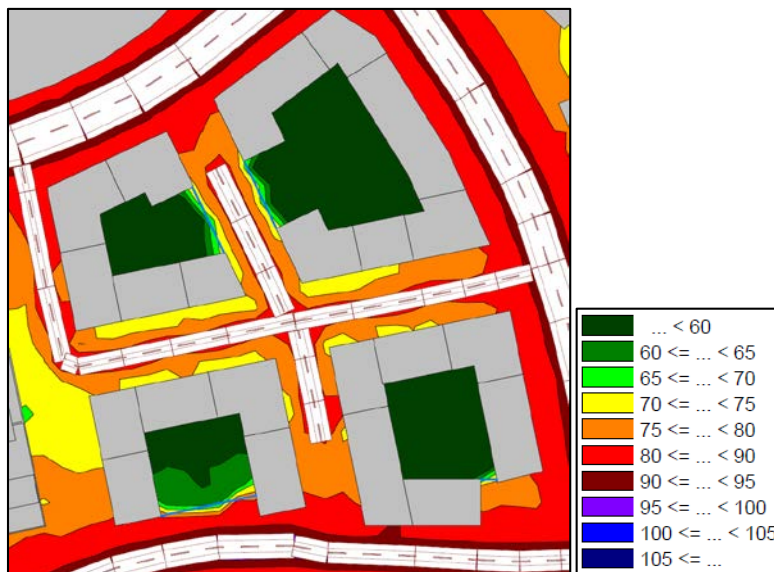 ... < 60
60 <= ... < 65
65 <= ... < 70
70 <= ... < 75
75 <= ... < 80
80 <= ... < 90
90 <= ... < 95
95 <= ... < 100
100 <= ... < 105
105 <= ...